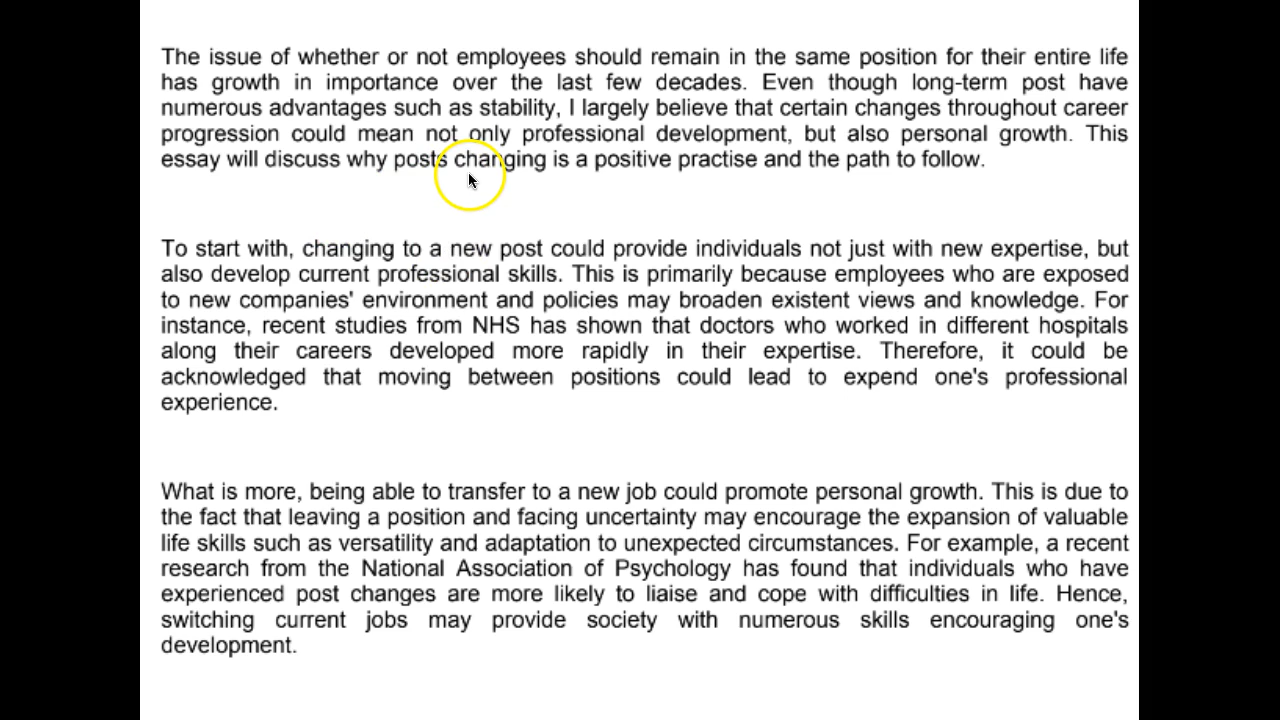 The issue of whether or not employees should remain in the same position for their entire life
has growth in importance over the last few decades. Even though long-term post have
numerous advantages such as stability, I largely believe that certain changes throughout career
progression could mean not only professional development, but also personal growth. This
essay will discuss why posts changing is a positive practise and the path to follow.
To start with, changing to a new post could provide individuals not just with new expertise, but
also develop current professional skills. This is primarily because employees who are exposed
to new companies' environment and policies may broaden existent views and knowledge. For
instance, recent studies from NHS has shown that doctors who worked in different hospitals
along their careers developed more rapidly in their expertise. Therefore, it could be
acknowledged that moving between positions could lead to expend one's professional
experience.
What is more, being able to transfer to a new job could promote personal growth. This is due to
the fact that leaving a position and facing uncertainty may encourage the expansion of valuable
life skills such as versatility and adaptation to unexpected circumstances. For example, a recent
research from the National Association of Psychology has found that individuals who have
experienced post changes are more likely to liaise and cope with difficulties in life. Hence,
switching current jobs may provide society with numerous skills encouraging one's
development.